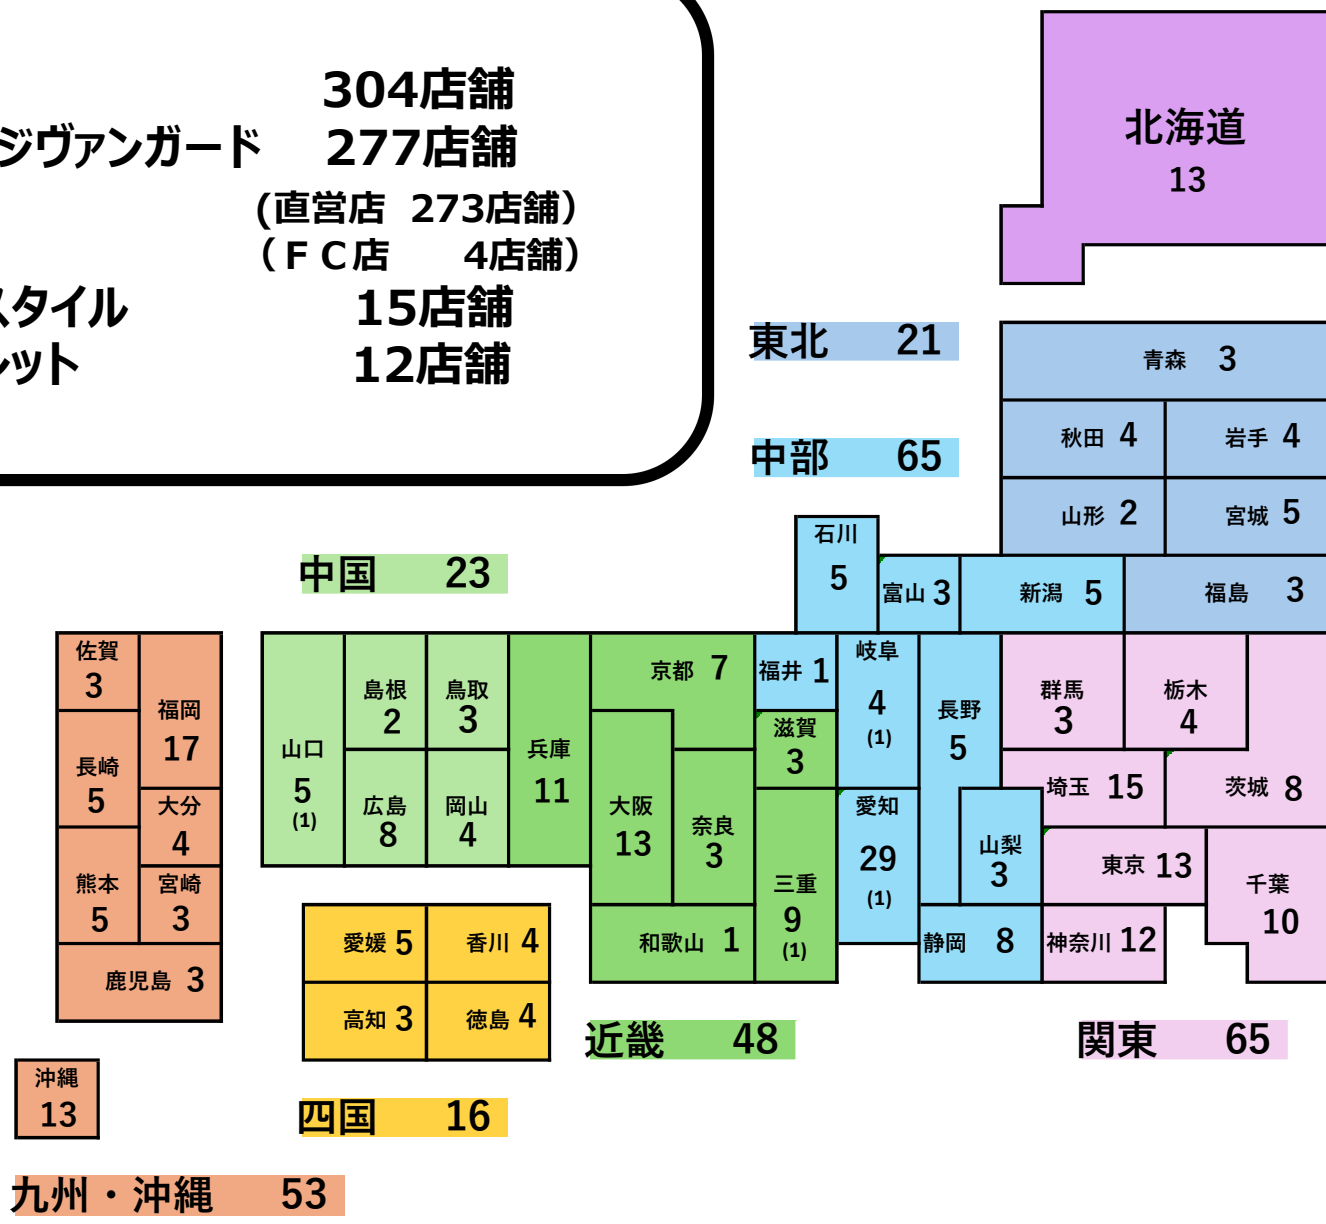 304店舗
ジヴァンガード 277店舗
(直営店 273店舗）
（ＦＣ店 4店舗）
スタイル 15店舗
レット 12店舗
北海道
13
東北 21
青森 3
秋田 4
岩手 4
中部 65
山形 2
宮城 5
石川
5
富山 3
新潟 5
福島 3
中国 23
佐賀
3
福岡
17
長崎
5
大分
4
熊本
5
宮崎
3
鹿児島 3
沖縄
13
九州・沖縄 53
山口
5
(1)
島根
2
鳥取
3
広島
8
岡山
4
兵庫
11
京都 7
大阪
13
奈良
3
和歌山 1
福井 1
滋賀
3
三重
9
(1)
岐阜
4
(1)
愛知
29
(1)
長野
5
山梨
3
静岡 8
群馬
3
栃木
4
埼玉 15
茨城 8
東京 13
千葉
10
神奈川 12
愛媛 5
香川 4
高知 3
徳島 4
四国 16
近畿 48
関東 65